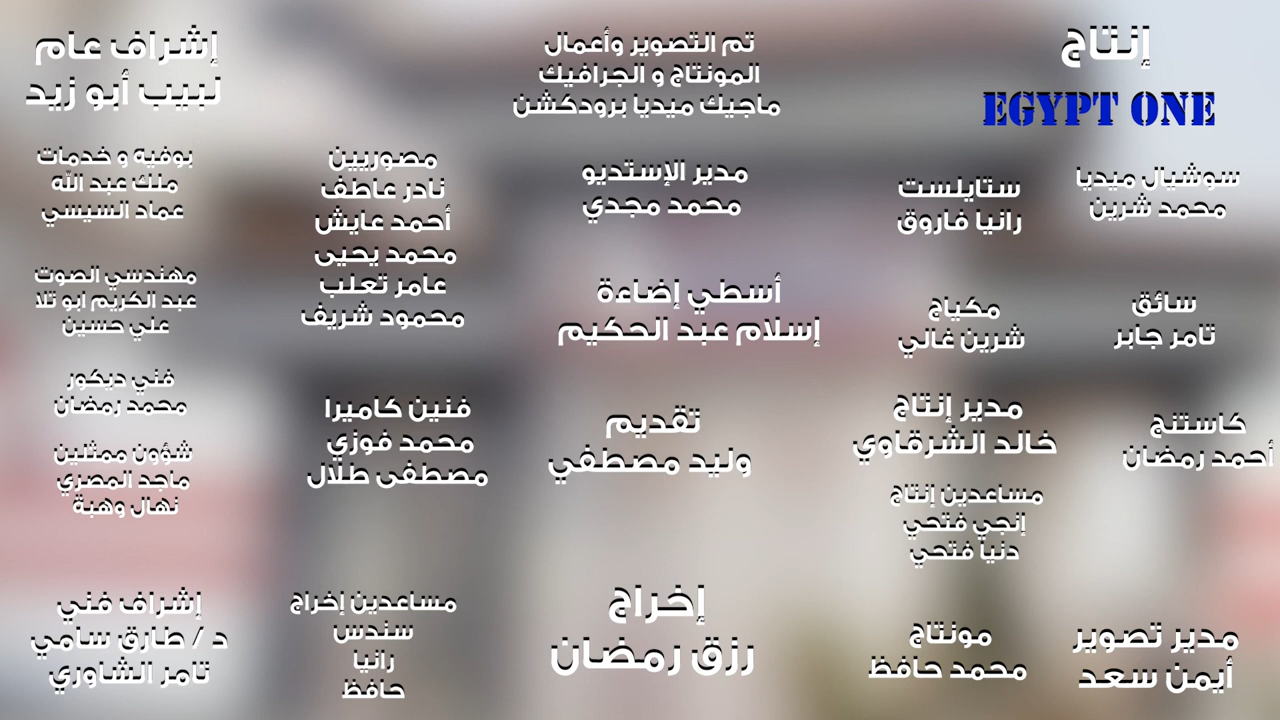 إنتاج
EGYPT ONE
تم التصوير وأعمال
المونتاج و الجرافيك
ماجيك ميديا برودكشن
إشراف عام
نبيب أبو زيد
سوشيال ميديا
محمد شرين
ستايلست
رانيا فاروق
مدير الإستديو
محمد مجدي
مصوريين
نادر عاطف
أحمد عايش
محمد يحيى
عامر تعلب
محمود شريف
بوفيه و خدمات
ملك عبد الله
عماد السيسي
سائق
تامر جابر
مكياج
شرين غالي
أسطي إضاءة
إسلام عبد الحكيم
مهندسي الصوت
عبد الكريم ابو تلا
علي حسين
كاستنج
أحمد رمضان
مدير إنتاج
خالد الشرقاوي
مساعدين إنتاج
إنجي فتحي
دنيا فتحي
تقديم
وليد مصطفي
فنين كاميرا
محمد فوزي
مصطفى طلال
فني ديكور
محمد رمضان
شؤون ممثلين
ماجد المصري
نهال وهبة
مدير تصوير
أيمن سعد
مونتاج
محمد حافظ
إخراج
رزق رمضان
مساعدين إخراج
سندس
رانيا
حافظ
إشراف فني
د / طارق سامي
تامر الشاوري